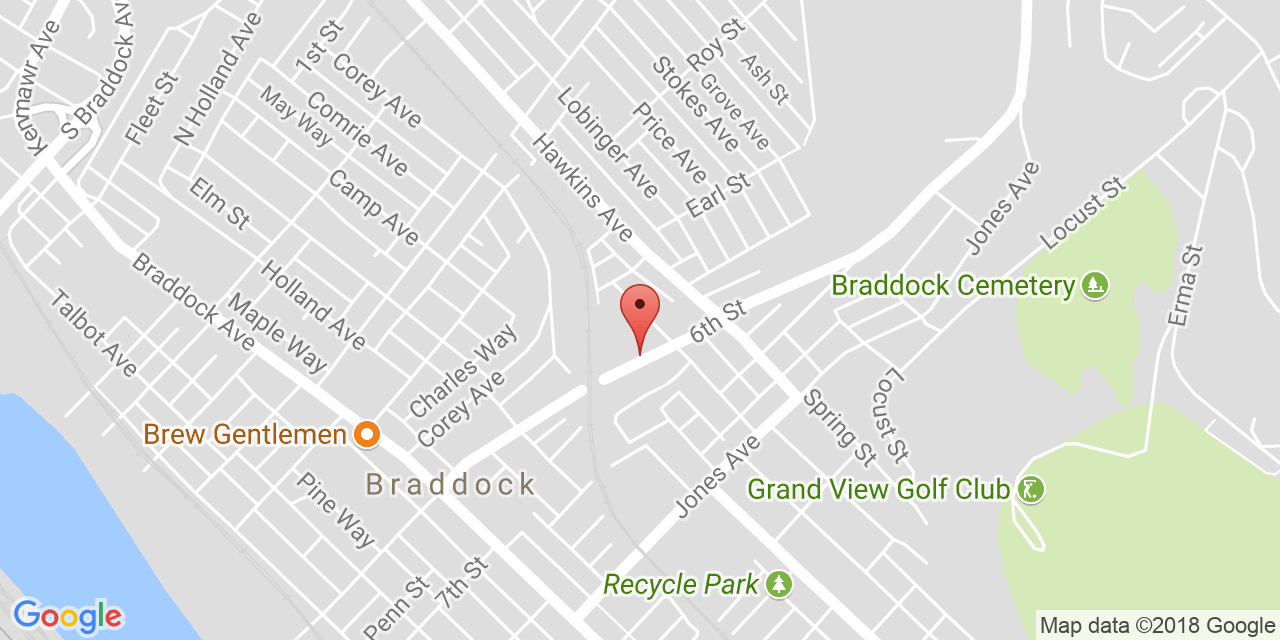 Kenmawr Ave
S Braddock Av
Fleet St
N Holland Ave
1st St
Corey Ave
May Way
Comrie Ave
Camp Ave
Elm St
Roy St
Ash St
Stokes Ave
Grove Ave
Lobinger Ave
Price Ave
Hawkins Ave
Earl St
Jones Ave
Locust St
Braddock Ave
Holland Ave
Maple Way
Talbot Ave
Braddock Cemetery
Erma St
6th St
Charles Way
Corey Ave
Locust St
Spring St
Brew Gentlemen
Braddock
Pine Way
Jones Ave
Grand View Golf Club
7th St
Penn St
Recycle Park
Google
Map data ©2018 Google